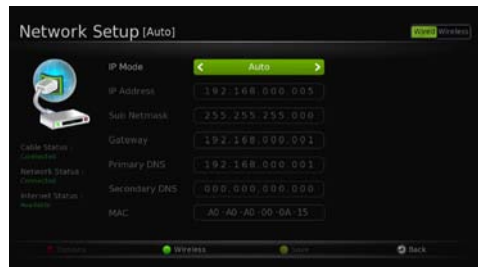 Network Setup [Auto]
Wired Wireless
IP Mode Auto
IP Address 192.168.000.005
Sub Netmask 255.255.255.000
Gateway 192.168.000.001
Primary DNS 192.168.000.001
Secondary DNS 000.000.000.000
MAC A0-A0-A0-00-0A-15
Cable Status :
Connected
Network Status :
Connected
Internet Status :
Available
Wireless
Save
Back